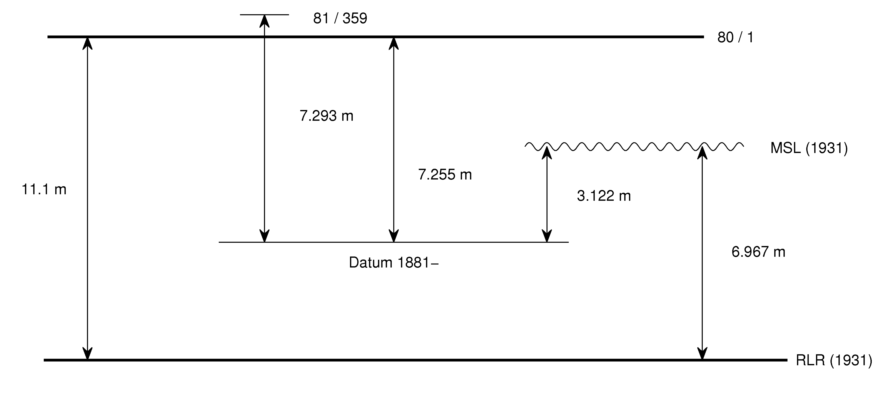 81 / 359
80 / 1
7.293 m
MSL (1931)
7.255 m
11.1 m
3.122 m
6.967 m
Datum 1881–
RLR (1931)